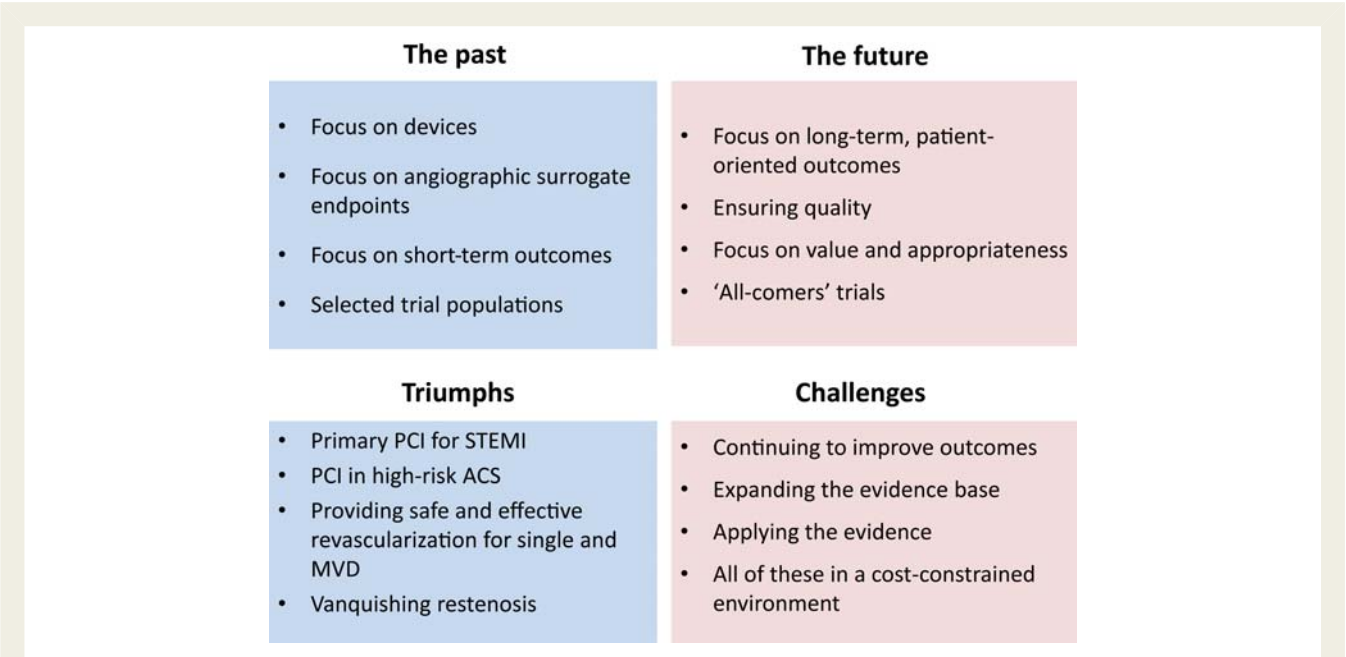 The past
• Focus on devices
• Focus on angiographic surrogate
endpoints
• Focus on short-term outcomes
• Selected trial populations
The future
• Focus on long-term, patient-
oriented outcomes
• Ensuring quality
• Focus on value and appropriateness
• ‘All-comers’ trials
Triumphs
• Primary PCI for STEMI
• PCI in high-risk ACS
• Providing safe and effective
revascularization for single and
MVD
• Vanquishing restenosis
Challenges
• Continuing to improve outcomes
• Expanding the evidence base
• Applying the evidence
• All of these in a cost-constrained
environment